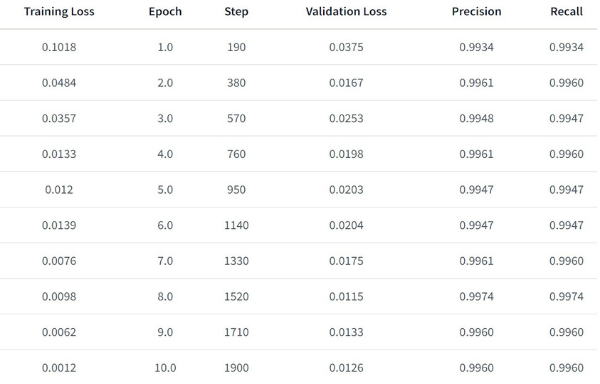 Training Loss Epoch Step Validation Loss Precision Recall
0.1018 1.0 190 0.0375 0.9934 0.9934
0.0484 2.0 380 0.0167 0.9961 0.9960
0.0357 3.0 570 0.0253 0.9948 0.9947
0.0133 4.0 760 0.0198 0.9961 0.9960
0.012 5.0 950 0.0203 0.9947 0.9947
0.0139 6.0 1140 0.0204 0.9947 0.9947
0.0076 7.0 1330 0.0175 0.9961 0.9960
0.0098 8.0 1520 0.0115 0.9974 0.9974
0.0062 9.0 1710 0.0133 0.9960 0.9960
0.0012 10.0 1900 0.0126 0.9960 0.9960